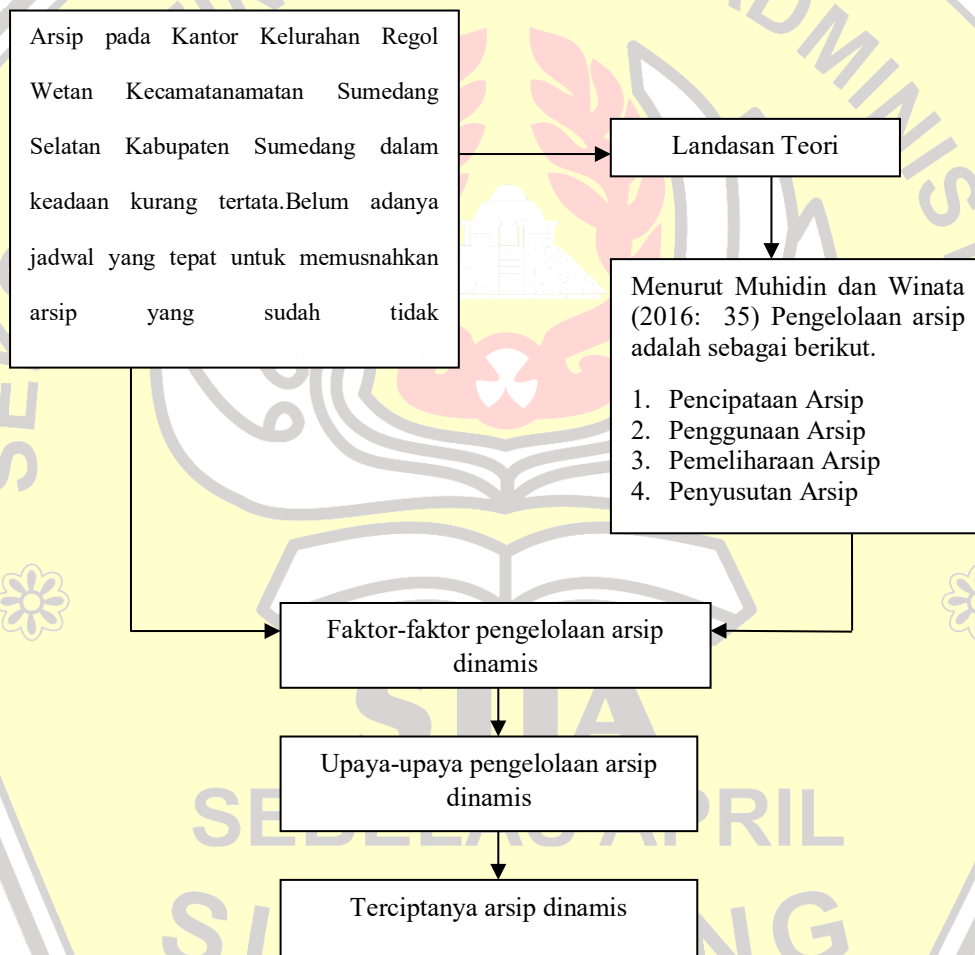 Arsip pada Kantor Kelurahan Regol
Wetan Kecamatanamatan Sumedang
Selatan Kabupaten Sumedang dalam
keadaan kurang tertata.Belum adanya
jadwal yang tepat untuk memusnahkan
arsip yang sudah tidak
Landasan Teori
Menurut Muhidin dan Winata
(2016: 35) Pengelolaan arsip
adalah sebagai berikut.
1. Pencipataan Arsip
2. Penggunaan Arsip
3. Pemeliharaan Arsip
4. Penyusutan Arsip
Faktor-faktor pengelolaan arsip
dinamis
Upaya-upaya pengelolaan arsip
dinamis
Terciptanya arsip dinamis
SEBELAS APRIL